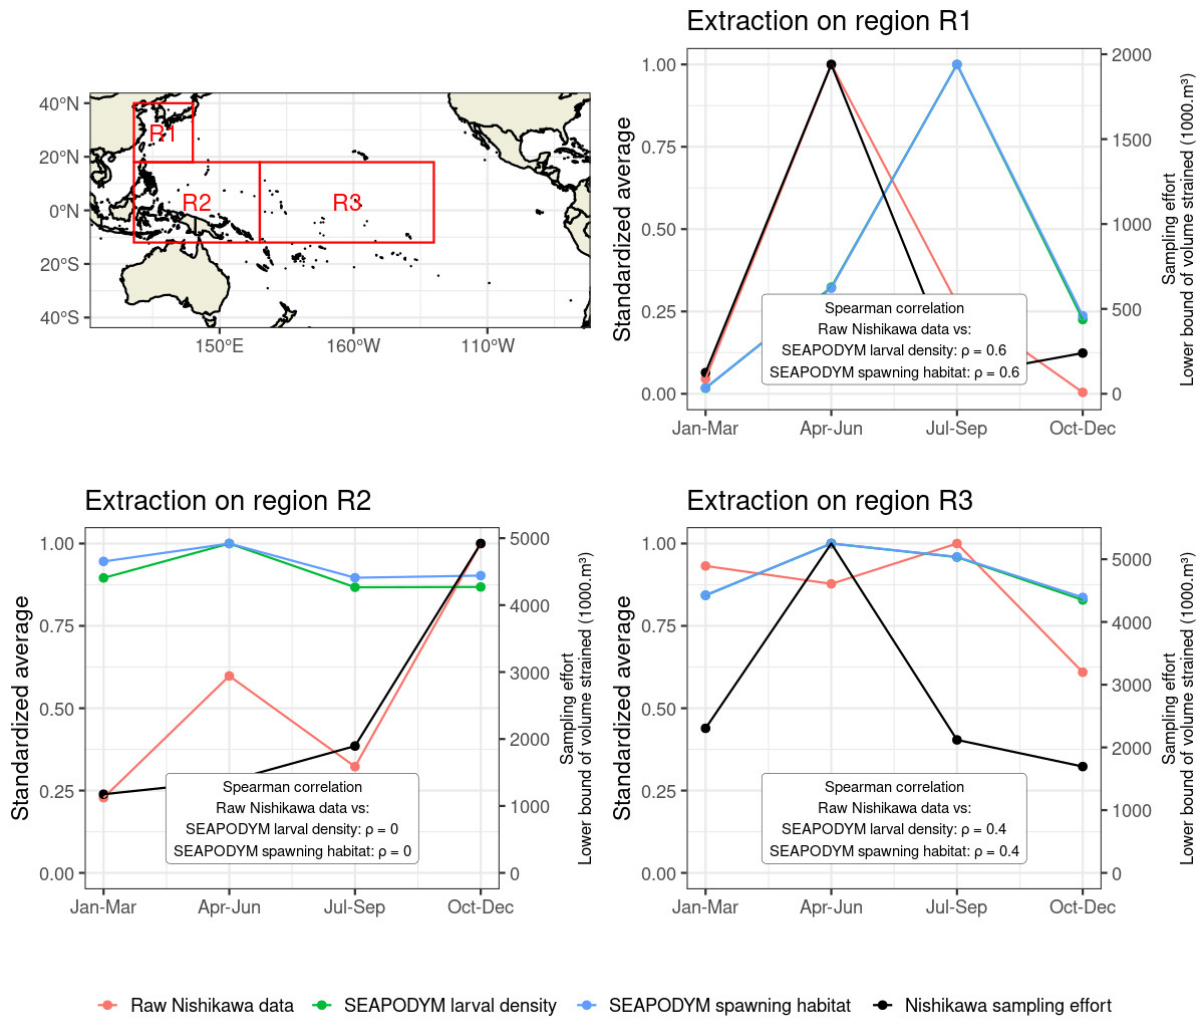 Extraction on region R1
40°N
20°N
0°N
20°S
40°S
R1
R2
R3
150°E
160°W
110°W
Standardized average
1.00
0.75
0.50
0.25
0.00
2000
1500
1000
500
0
Sampling effort
Lower bound of volume strained (1000.m³)
Spearman correlation
Raw Nishikawa data vs:
SEAPODYM larval density: ρ = 0.6
SEAPODYM spawning habitat: ρ = 0.6
Jan-Mar
Apr-Jun
Jul-Sep
Oct-Dec
Extraction on region R2
Standardized average
1.00
0.75
0.50
0.25
0.00
5000
4000
3000
2000
1000
0
Sampling effort
Lower bound of volume strained (1000.m³)
Spearman correlation
Raw Nishikawa data vs:
SEAPODYM larval density: ρ = 0
SEAPODYM spawning habitat: ρ = 0
Jan-Mar
Apr-Jun
Jul-Sep
Oct-Dec
Extraction on region R3
Standardized average
1.00
0.75
0.50
0.25
0.00
5000
4000
3000
2000
1000
0
Sampling effort
Lower bound of volume strained (1000.m³)
Spearman correlation
Raw Nishikawa data vs:
SEAPODYM larval density: ρ = 0.4
SEAPODYM spawning habitat: ρ = 0.4
Jan-Mar
Apr-Jun
Jul-Sep
Oct-Dec
Raw Nishikawa data
SEAPODYM larval density
SEAPODYM spawning habitat
Nishikawa sampling effort